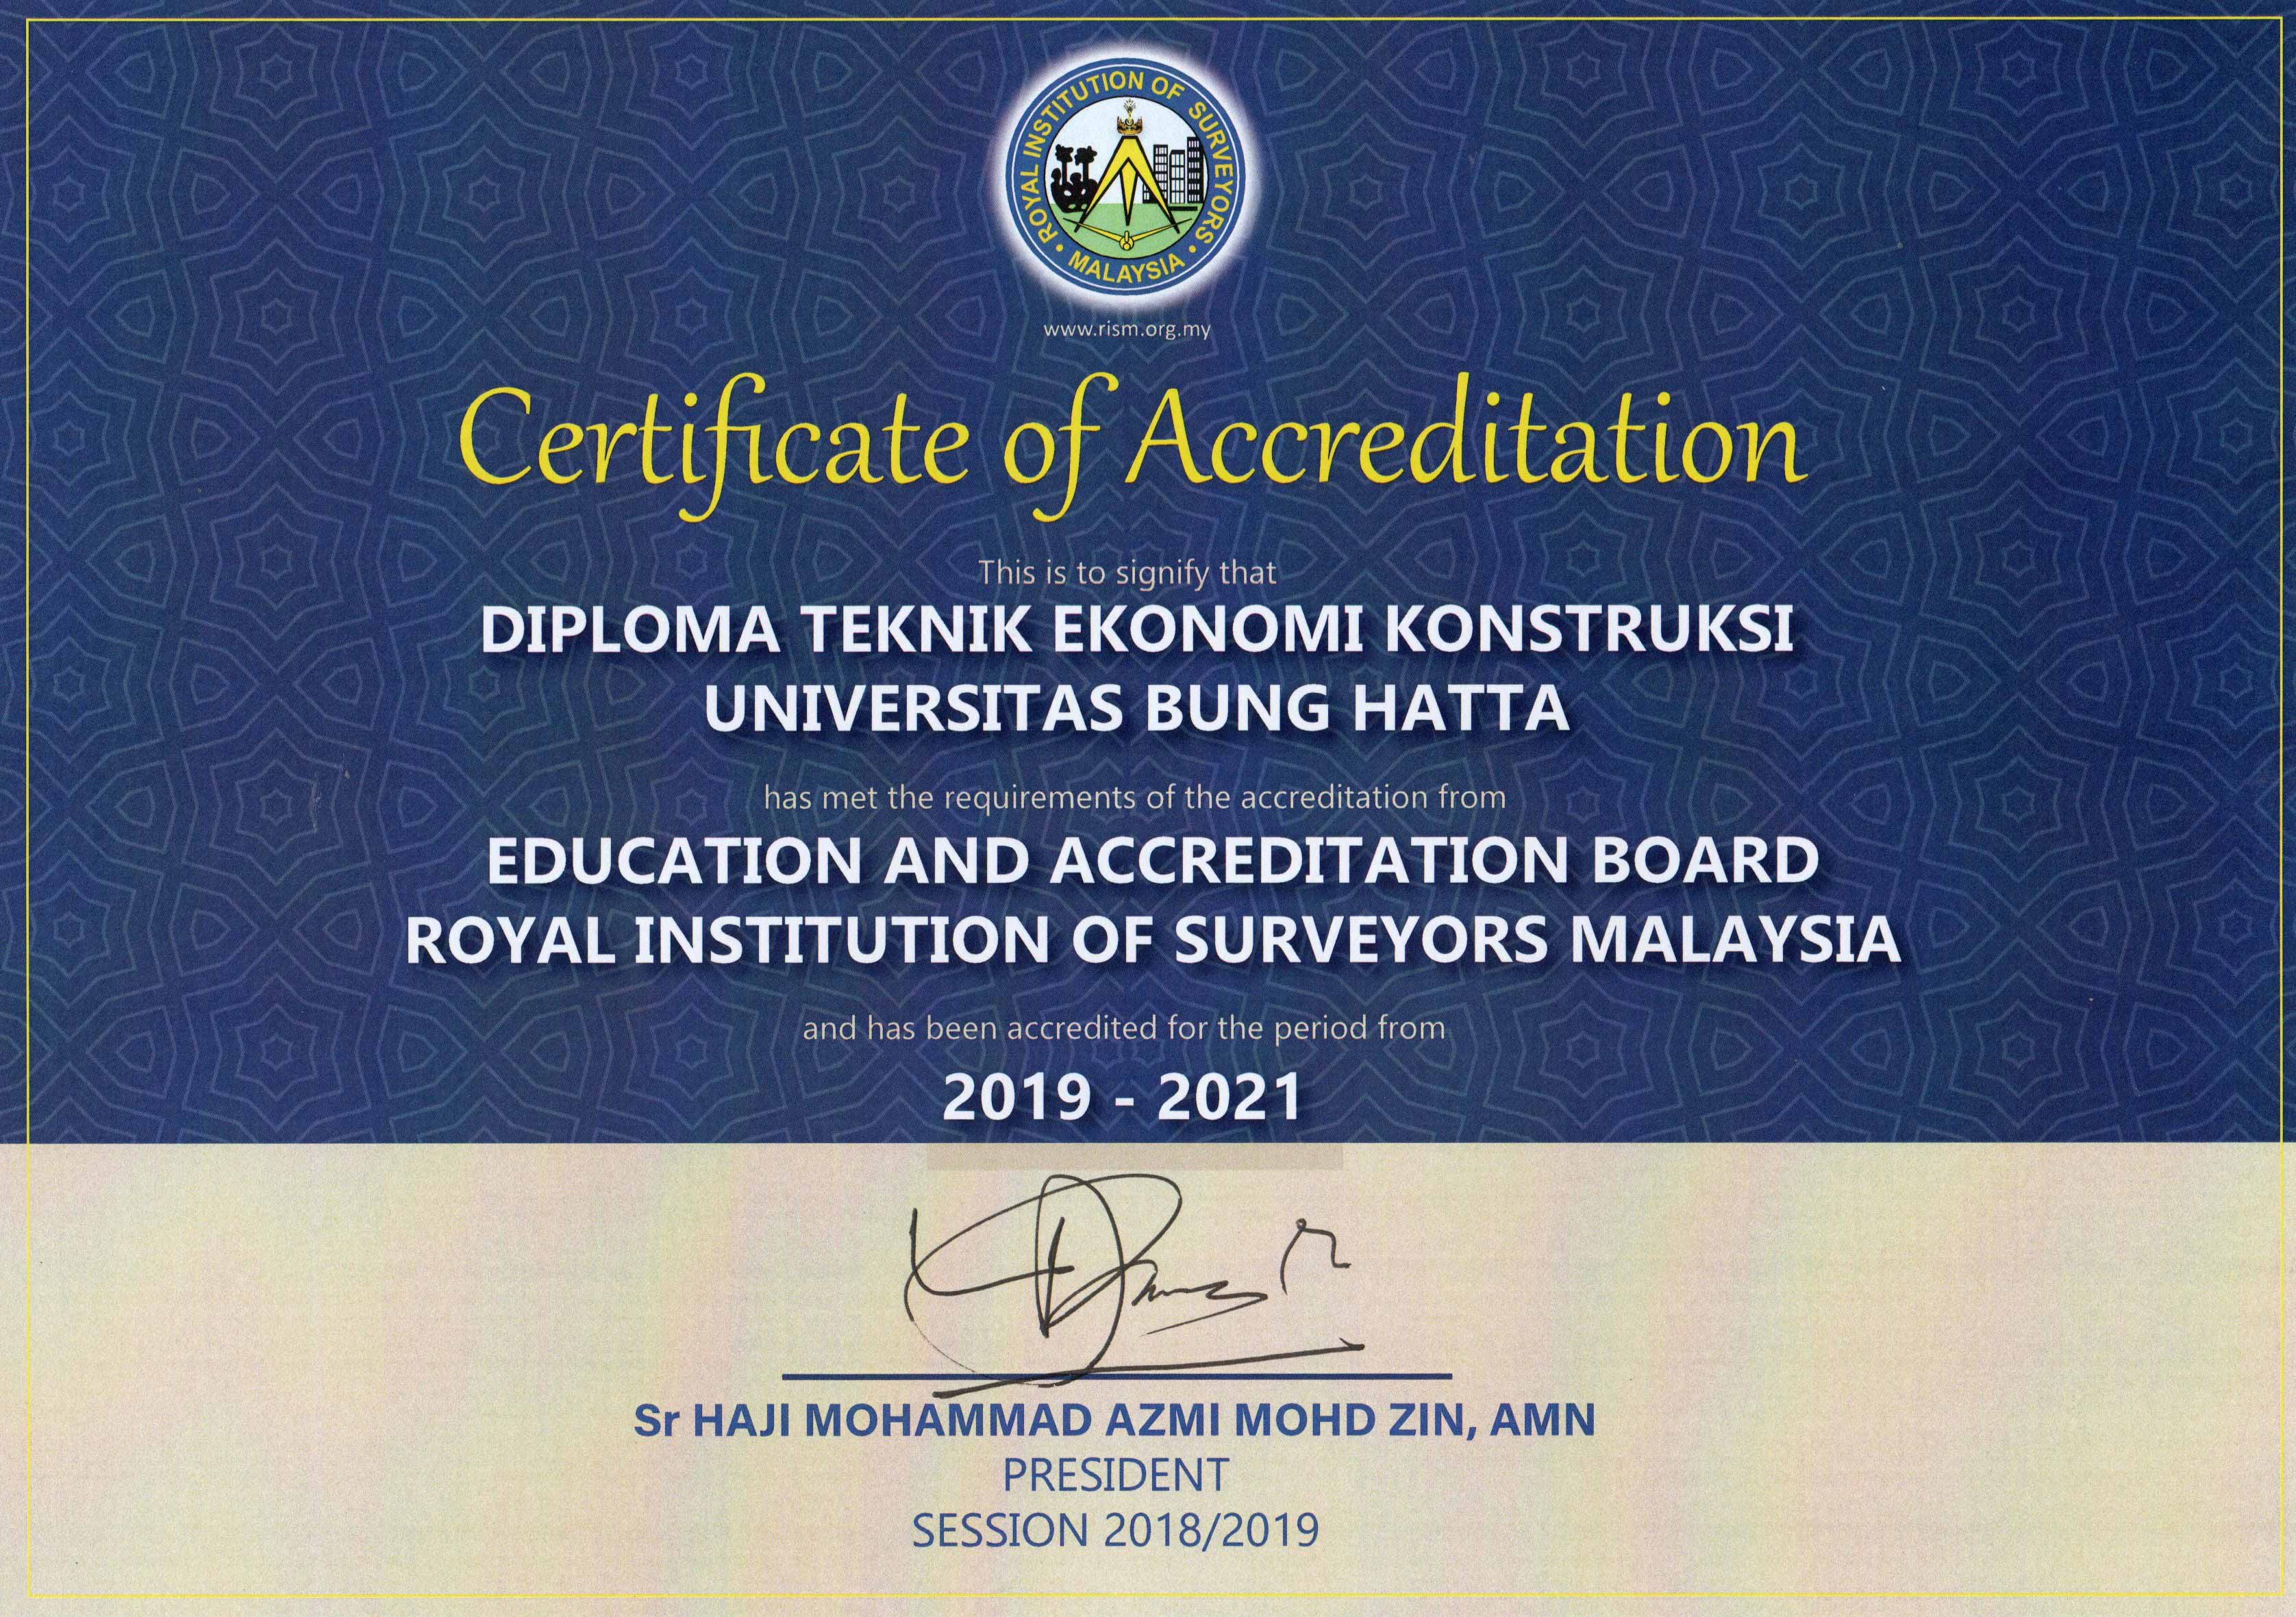 ROYAL INSTITUTION OF SURVEYORS
MALAYSIA
www.rism.org.my
Certificate of Accreditation
This is to signify that
DIPLOMA TEKNIK EKONOMI KONSTRUKSI
UNIVERSITAS BUNG HATTA
has met the requirements of the accreditation from
EDUCATION AND ACCREDITATION BOARD
ROYAL INSTITUTION OF SURVEYORS MALAYSIA
and has been accredited for the period from
2019 - 2021
Sr HAJI MOHAMMAD AZMI MOHD ZIN, AMN
PRESIDENT
SESSION 2018/2019